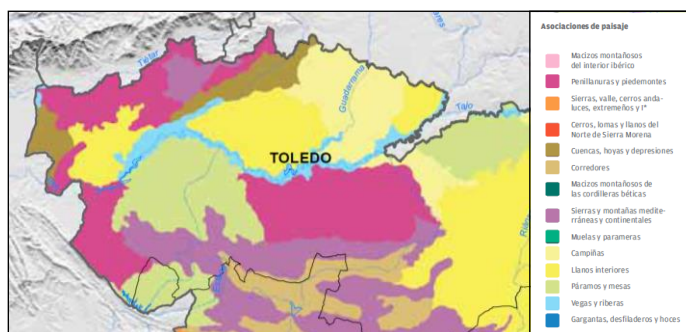 Asociaciones de paisaje
Macizos montañosos
del interior ibérico
Penillanuras y piedemontes
Sierras, valle, cerros anda-
luces, extremeños y lª
Cerros, lomas y llanos del
Norte de Sierra Morena
Cuencas, hoyas y depresiones
Corredores
Macizos montañosos de
las cordilleras béticas
Sierras y montañas medite-
rráneas y continentales
Muelas y parameras
Campiñas
Llanos interiores
Páramos y mesas
Vegas y riberas
Gargantas, desfiladeros y hoces
Tiétar
Guadarrama
Tajo
TOLEDO